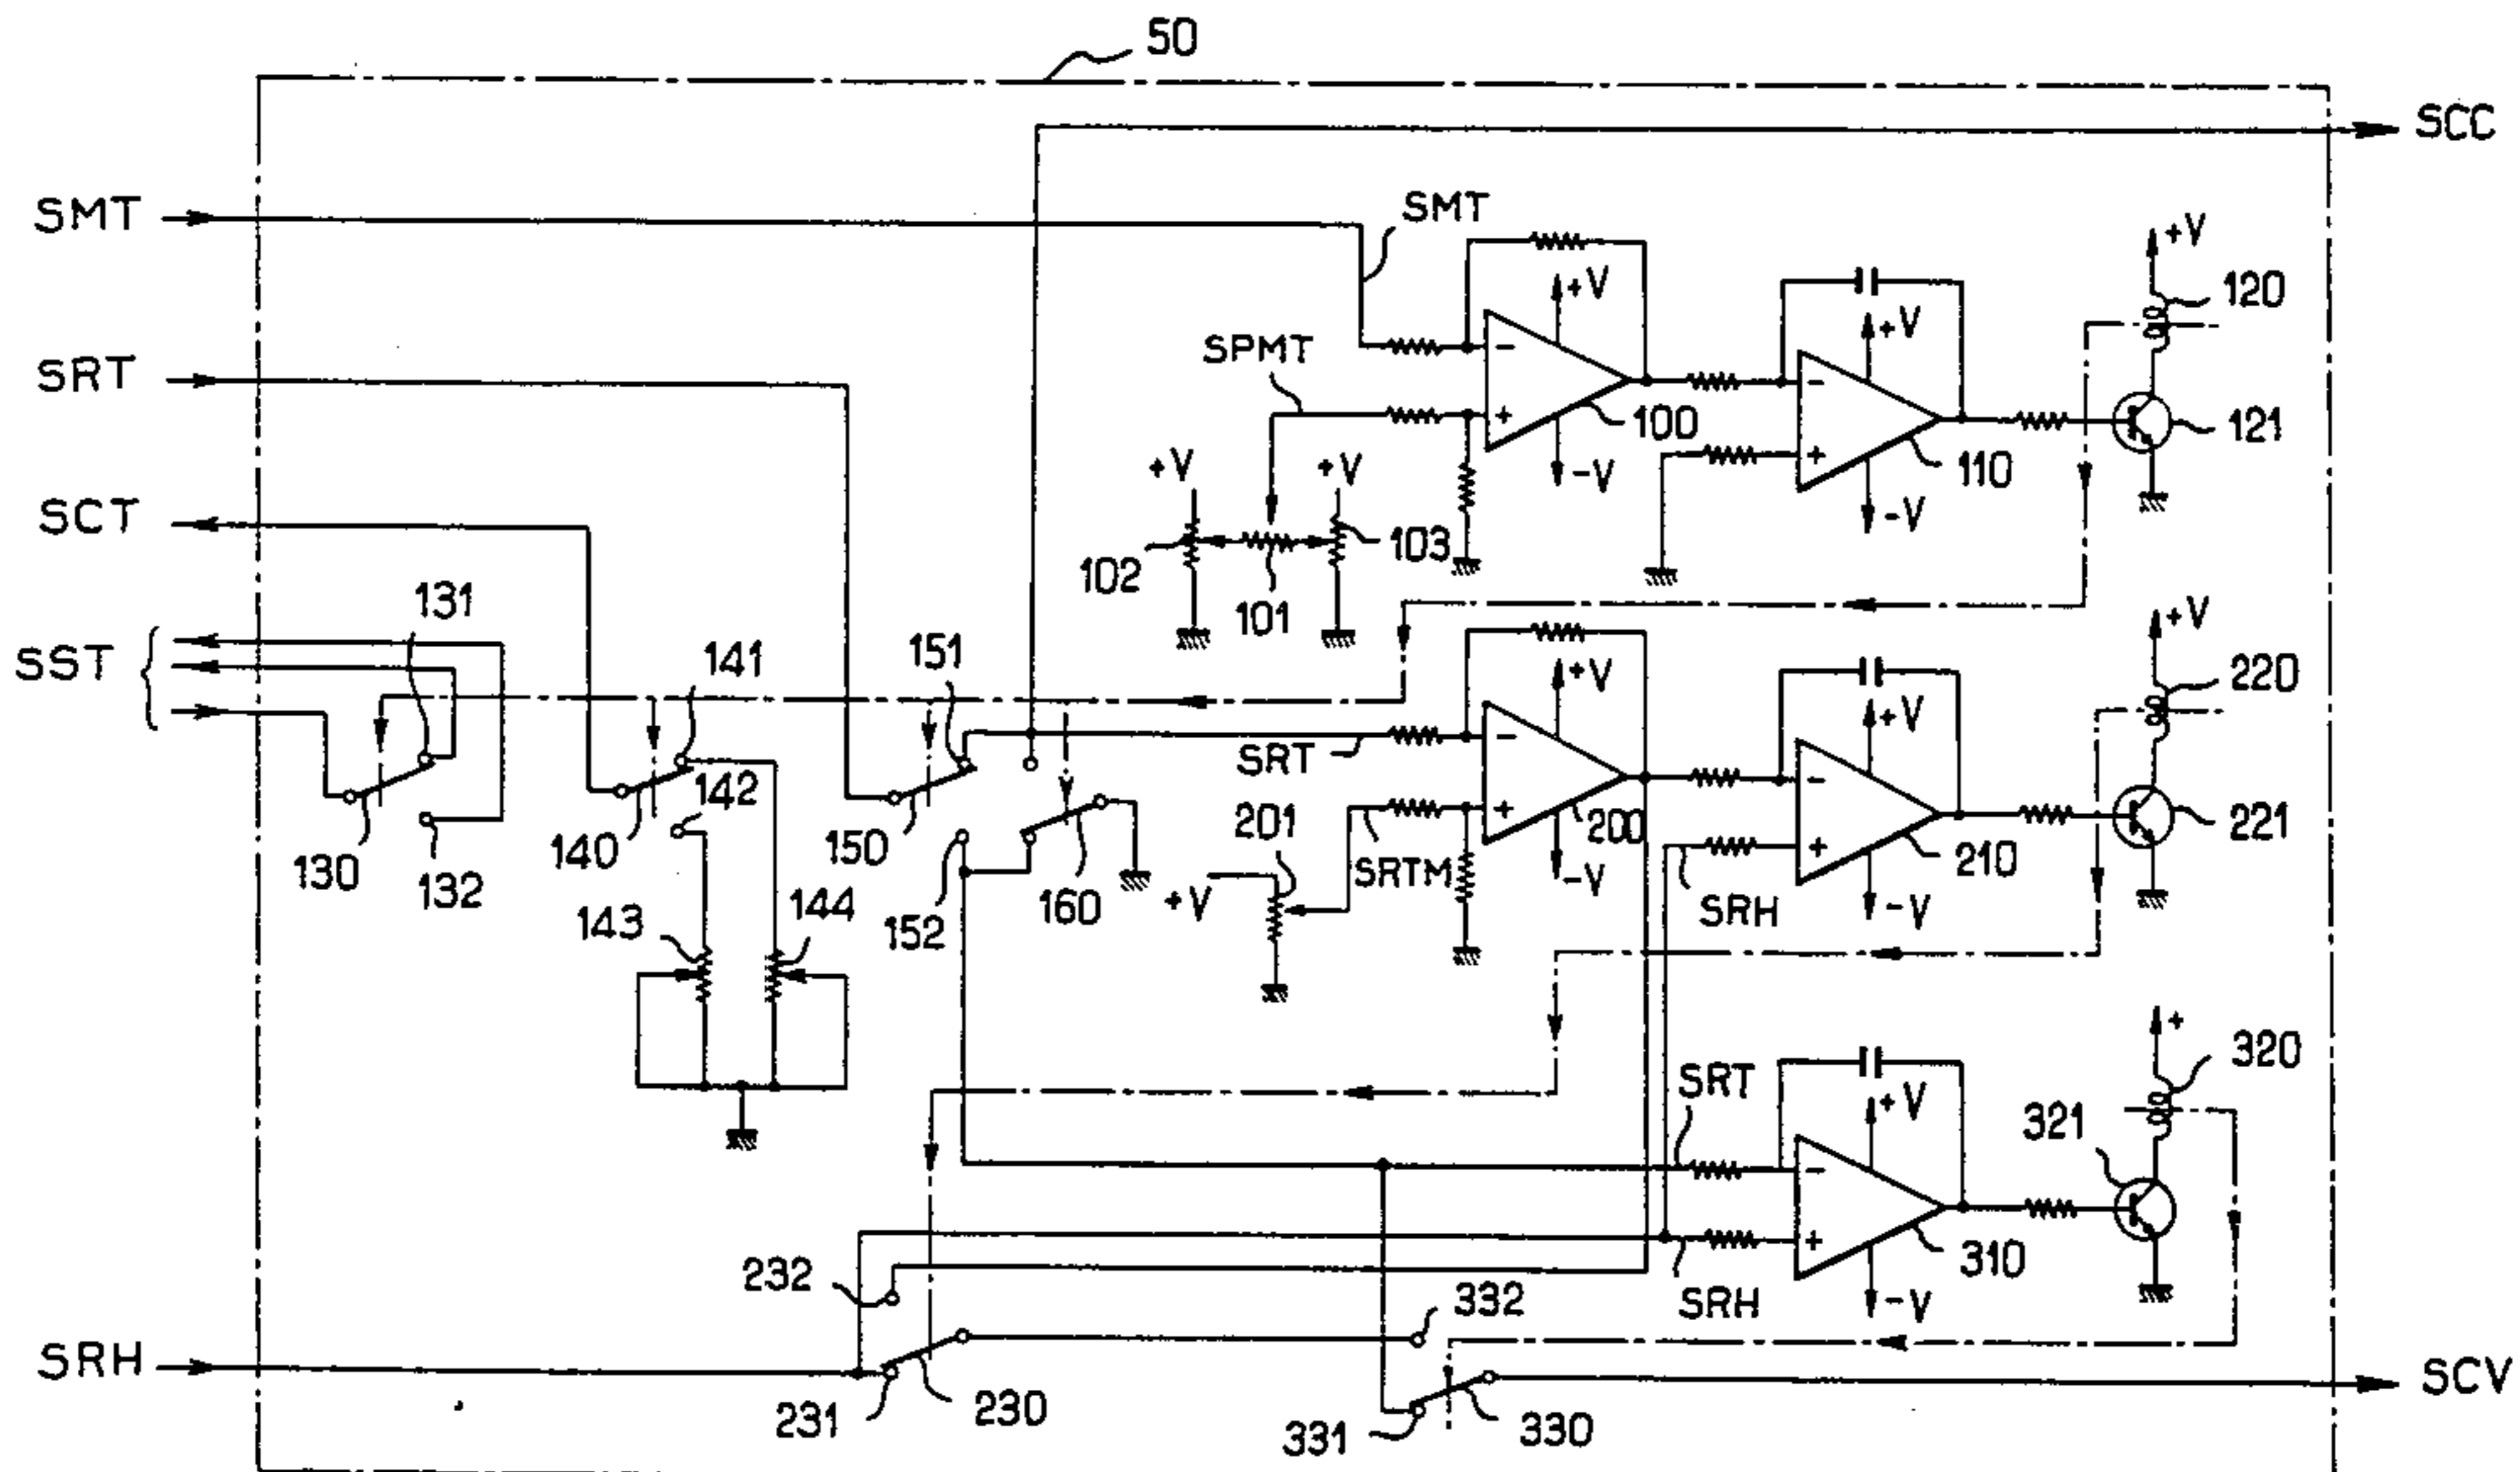 50
SCC
SMT
SMT
+V
120
+V
+V
SPMT
SRT
100
121
+V
+V
110
-V
SCT
103
-V
102
131
101
+V
141
151
SST
+V
220
+V
SRT
142
201
200
221
130
140
150
210
132
SRTM
-V
144
160
+V
SRH
-V
143
152
+
SRT
320
+V
321
232
310
332
SRH
-V
SRH
SCV
231
230
331
330